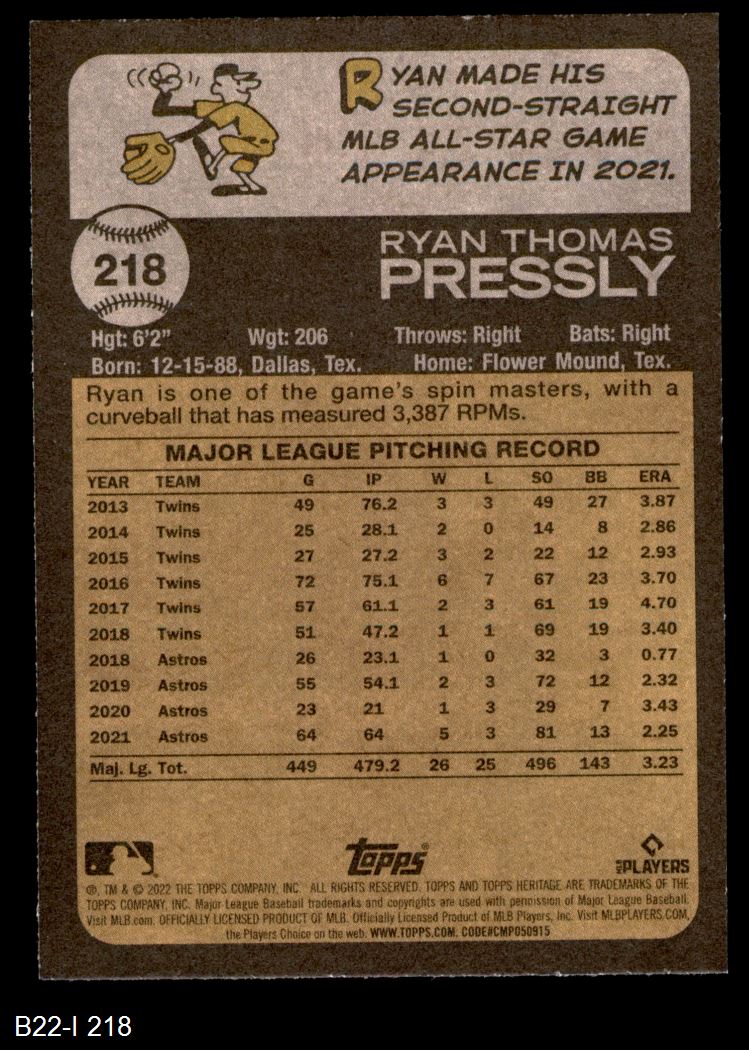 RYAN MADE HIS
SECOND-STRAIGHT
MLB ALL-STAR GAME
APPEARANCE IN 2021.
218
RYAN THOMAS
PRESSLY
Hgt: 6'2" Wgt: 206 Throws: Right Bats: Right
Born: 12-15-88, Dallas, Tex. Home: Flower Mound, Tex.
Ryan is one of the game's spin masters, with a
curveball that has measured 3,387 RPMs.
MAJOR LEAGUE PITCHING RECORD
YEAR TEAM G IP W L SO BB ERA
2013 Twins 49 76.2 3 3 49 27 3.87
2014 Twins 25 28.1 2 0 14 8 2.86
2015 Twins 27 27.2 3 2 22 12 2.93
2016 Twins 72 75.1 6 7 67 23 3.70
2017 Twins 57 61.1 2 3 61 19 4.70
2018 Twins 51 47.2 1 1 69 19 3.40
2018 Astros 26 23.1 1 0 32 3 0.77
2019 Astros 55 54.1 2 3 72 12 2.32
2020 Astros 23 21 1 3 29 7 3.43
2021 Astros 64 64 5 3 81 13 2.25
Maj. Lg. Tot. 449 479.2 26 25 496 143 3.23
Topps
MLB PLAYERS
®, TM & © 2022 THE TOPPS COMPANY, INC. ALL RIGHTS RESERVED. TOPPS AND TOPPS HERITAGE ARE TRADEMARKS OF THE
TOPPS COMPANY, INC. Major League Baseball trademarks and copyrights are used with permission of Major League Baseball.
Visit MLB.com. OFFICIALLY LICENSED PRODUCT OF MLB. Officially Licensed Product of MLB Players, Inc. Visit MLBPLAYERS.COM,
the Players Choice on the web. WWW.TOPPS.COM. CODE#CMP050915
B22-I 218